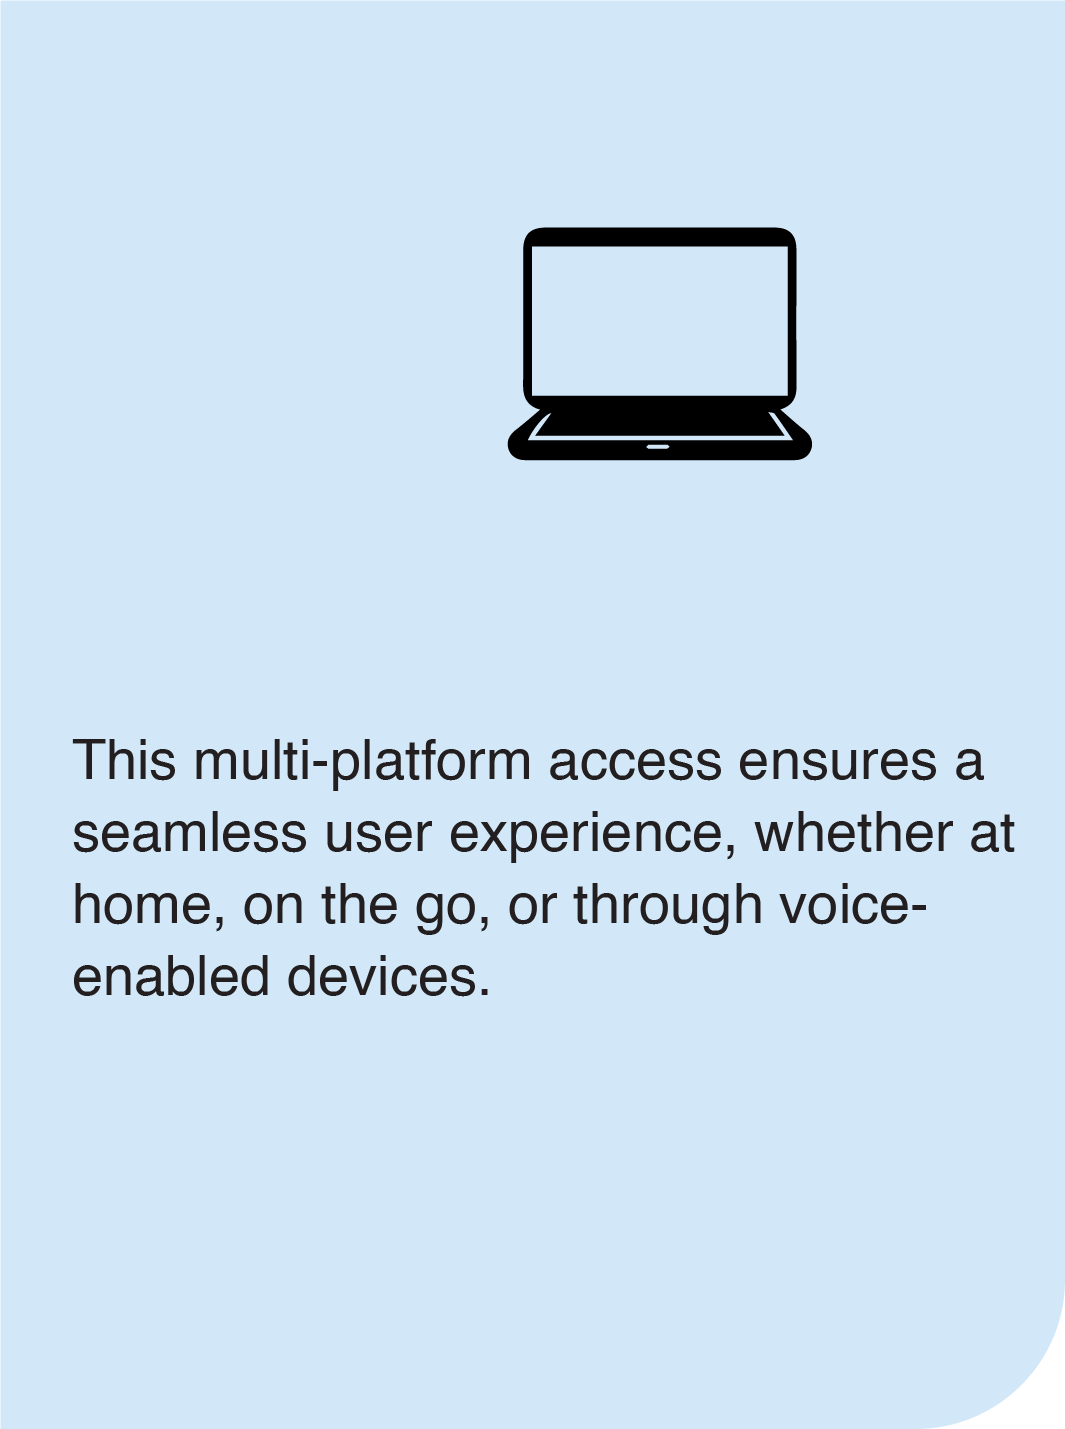 This multi-platform access ensures a
seamless user experience, whether at
home, on the go, or through voice-
enabled devices.